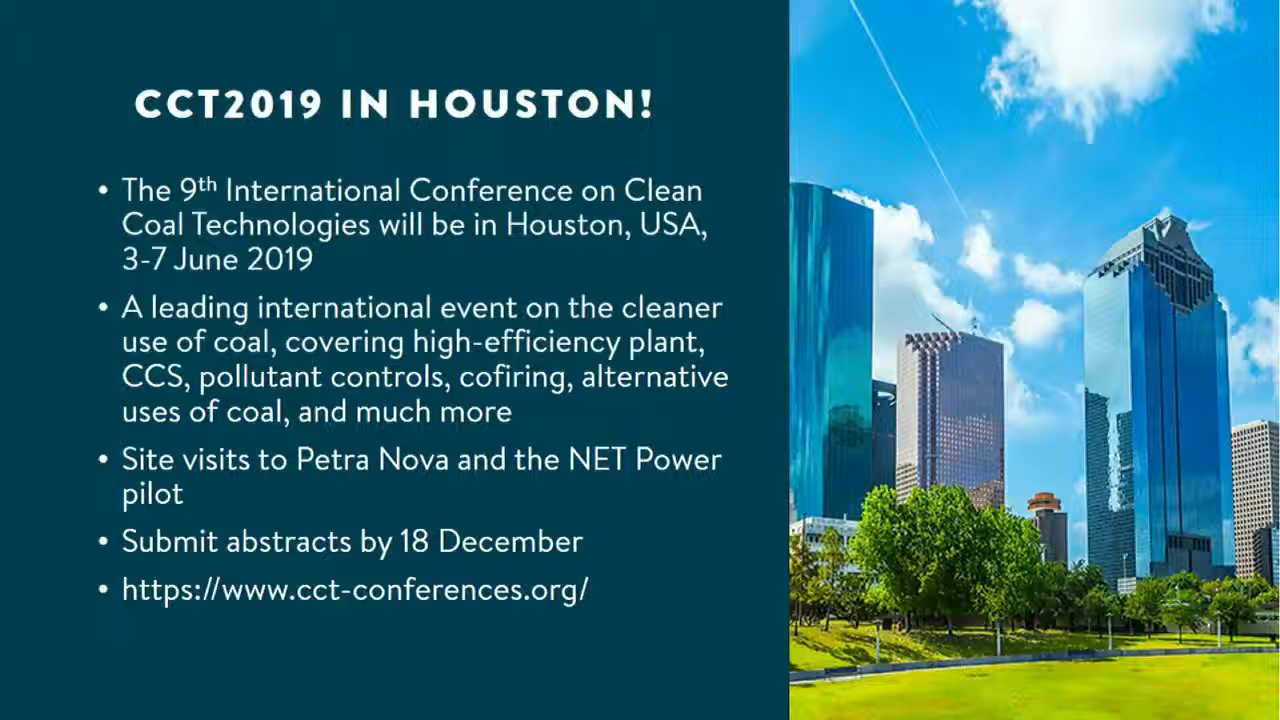 CCT2019 IN HOUSTON!
• The 9th International Conference on Clean
Coal Technologies will be in Houston, USA,
3-7 June 2019
• A leading international event on the cleaner
use of coal, covering high-efficiency plant,
CCS, pollutant controls, cofiring, alternative
uses of coal, and much more
• Site visits to Petra Nova and the NET Power
pilot
• Submit abstracts by 18 December
• https://www.cct-conferences.org/